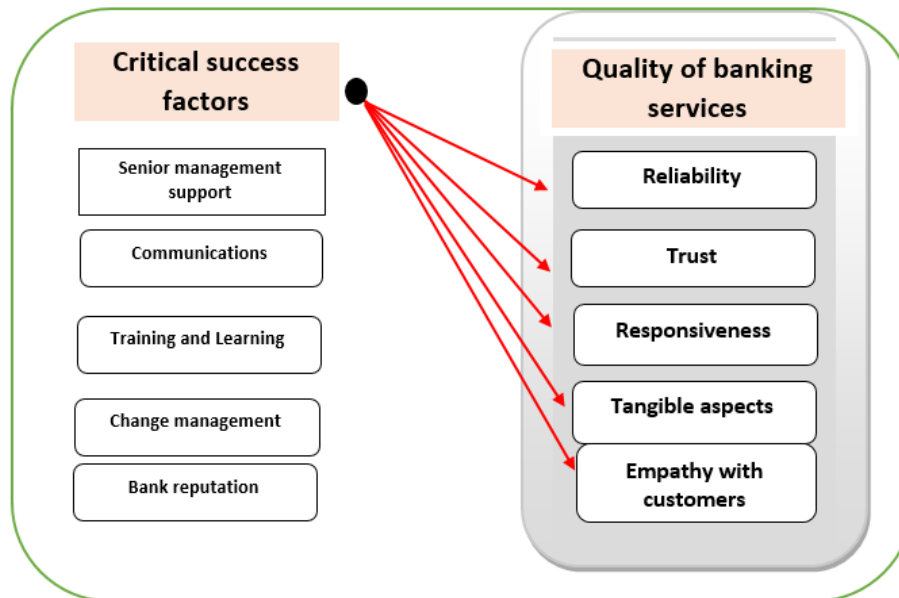 Critical success
factors
Senior management
support
Communications
Training and Learning
Change management
Bank reputation
Quality of banking
services
Reliability
Trust
Responsiveness
Tangible aspects
Empathy with
customers